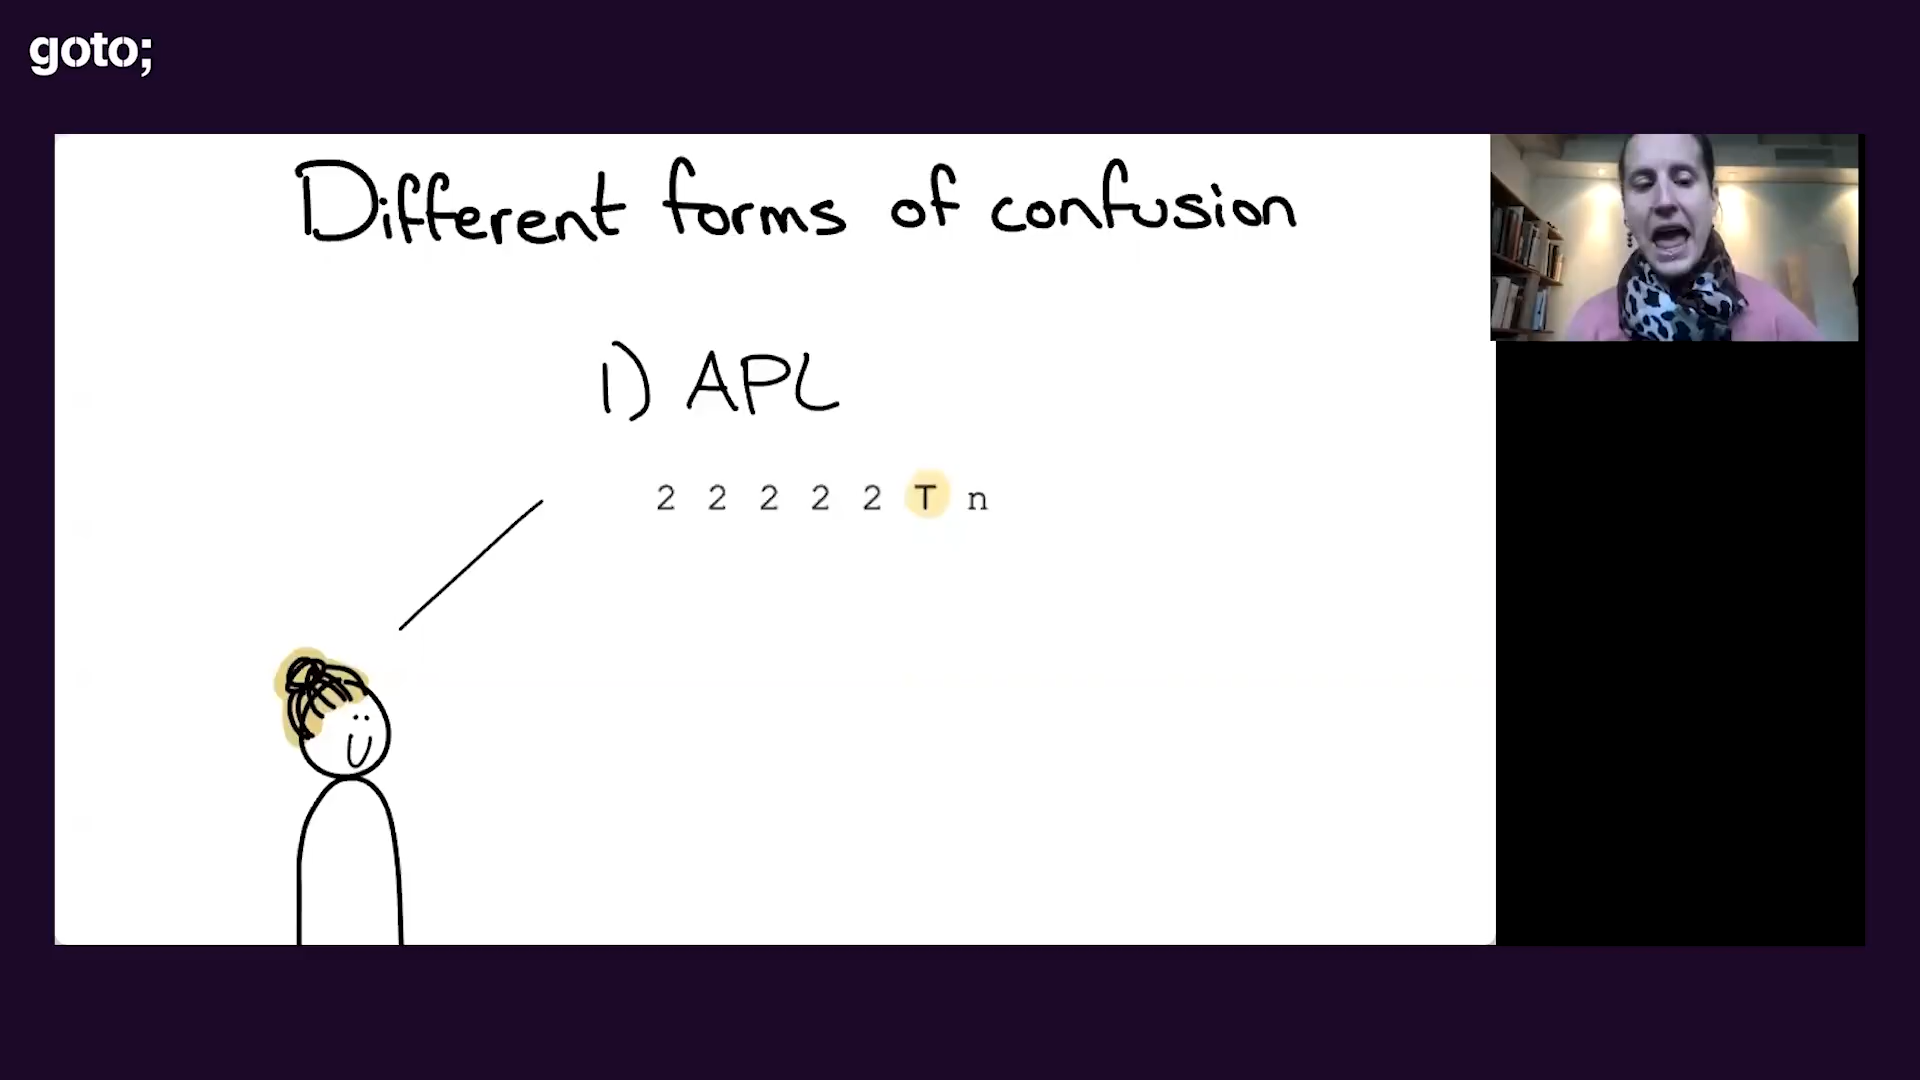 goto;
Different forms of confusion
1) APL
2 2 2 2 2 T n